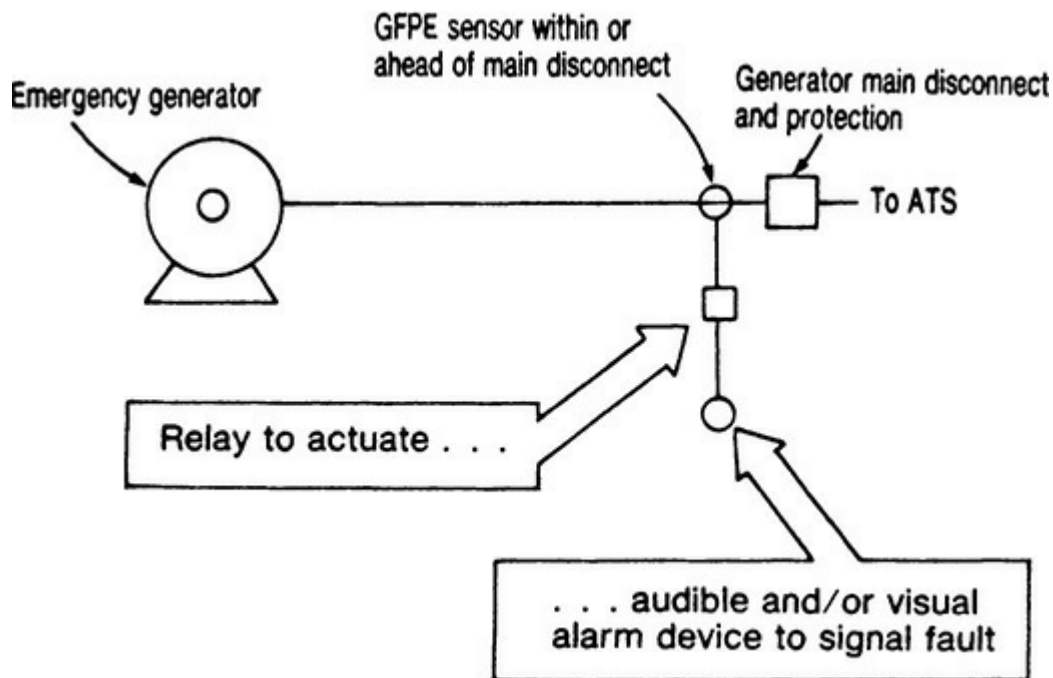 GFPE sensor within or
ahead of main disconnect
Emergency generator
Generator main disconnect
and protection
To ATS
Relay to actuate . . .
. . . audible and/or visual
alarm device to signal fault